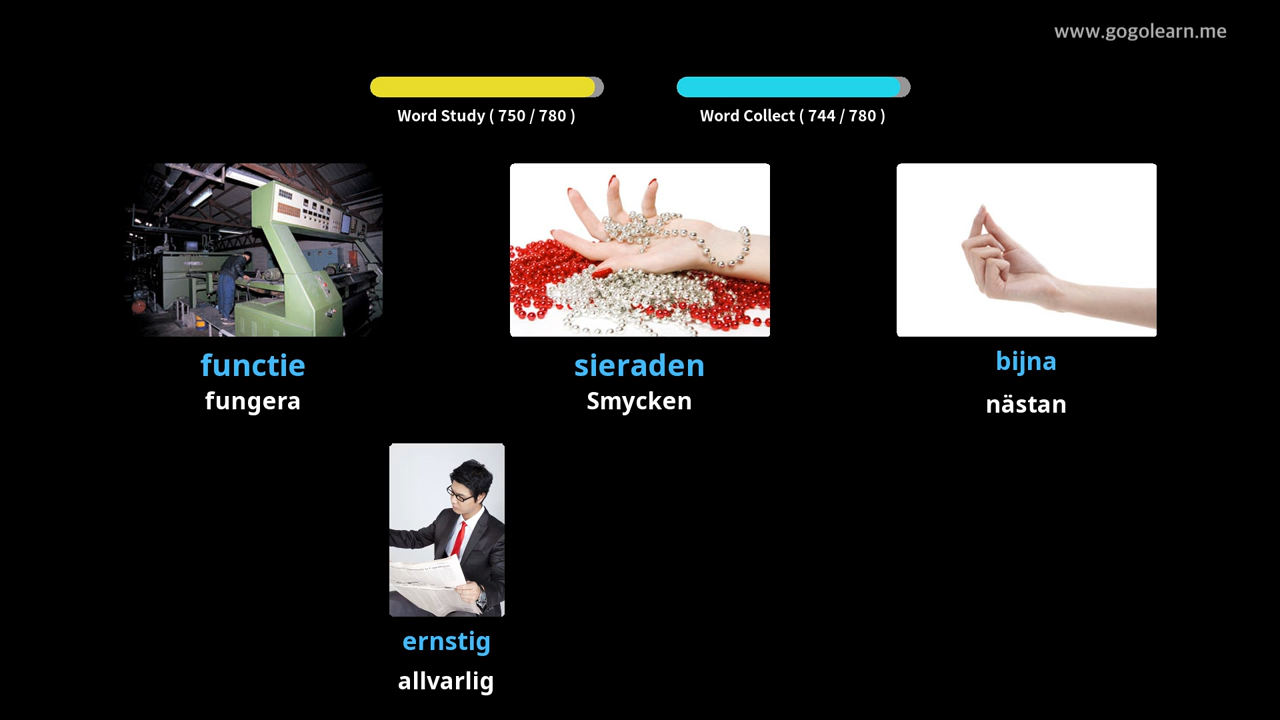 www.gogolearn.me
Word Study ( 750 / 780 )
Word Collect ( 744 / 780 )
functie
fungera
sieraden
Smycken
bijna
nästan
ernstig
allvarlig